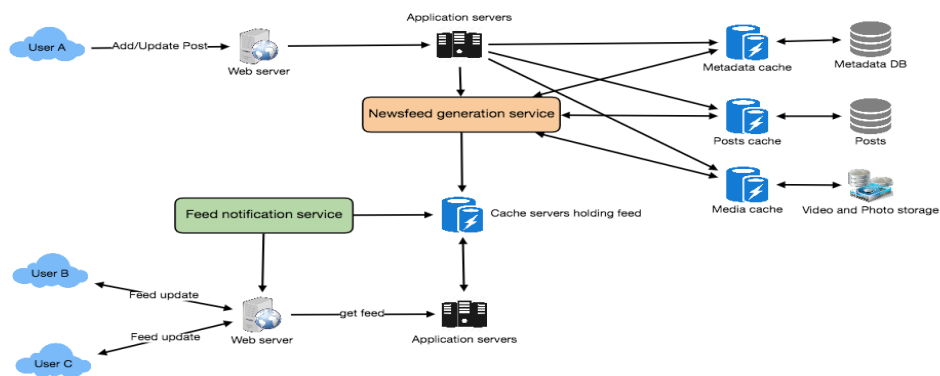 Application servers
User A
Add/Update Post
Web server
Metadata cache
Metadata DB
Newsfeed generation service
Posts cache
Posts
Feed notification service
Cache servers holding feed
Media cache
Video and Photo storage
User B
Feed update
get feed
Feed update
Web server
Application servers
User C